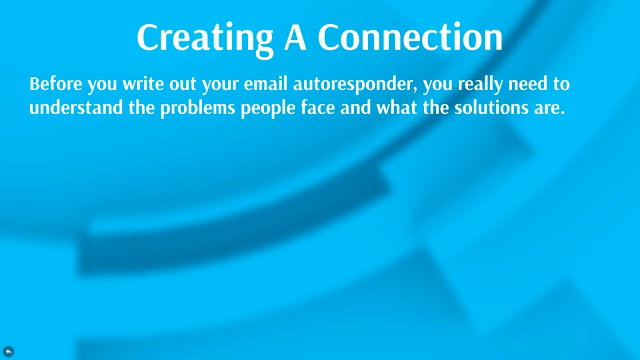 Creating A Connection
Before you write out your email autoresponder, you really need to
understand the problems people face and what the solutions are.